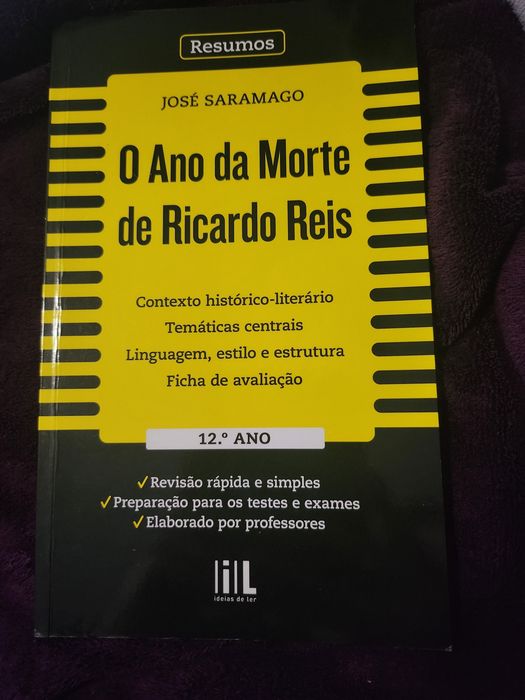 Resumos
JOSÉ SARAMAGO
O Ano da Morte
de Ricardo Reis
Contexto histórico-literário
Temáticas centrais
Linguagem, estilo e estrutura
Ficha de avaliação
12.º ANO
✓Revisão rápida e simples
✓Preparação para os testes e exames
✓Elaborado por professores
iL
ideias de ler